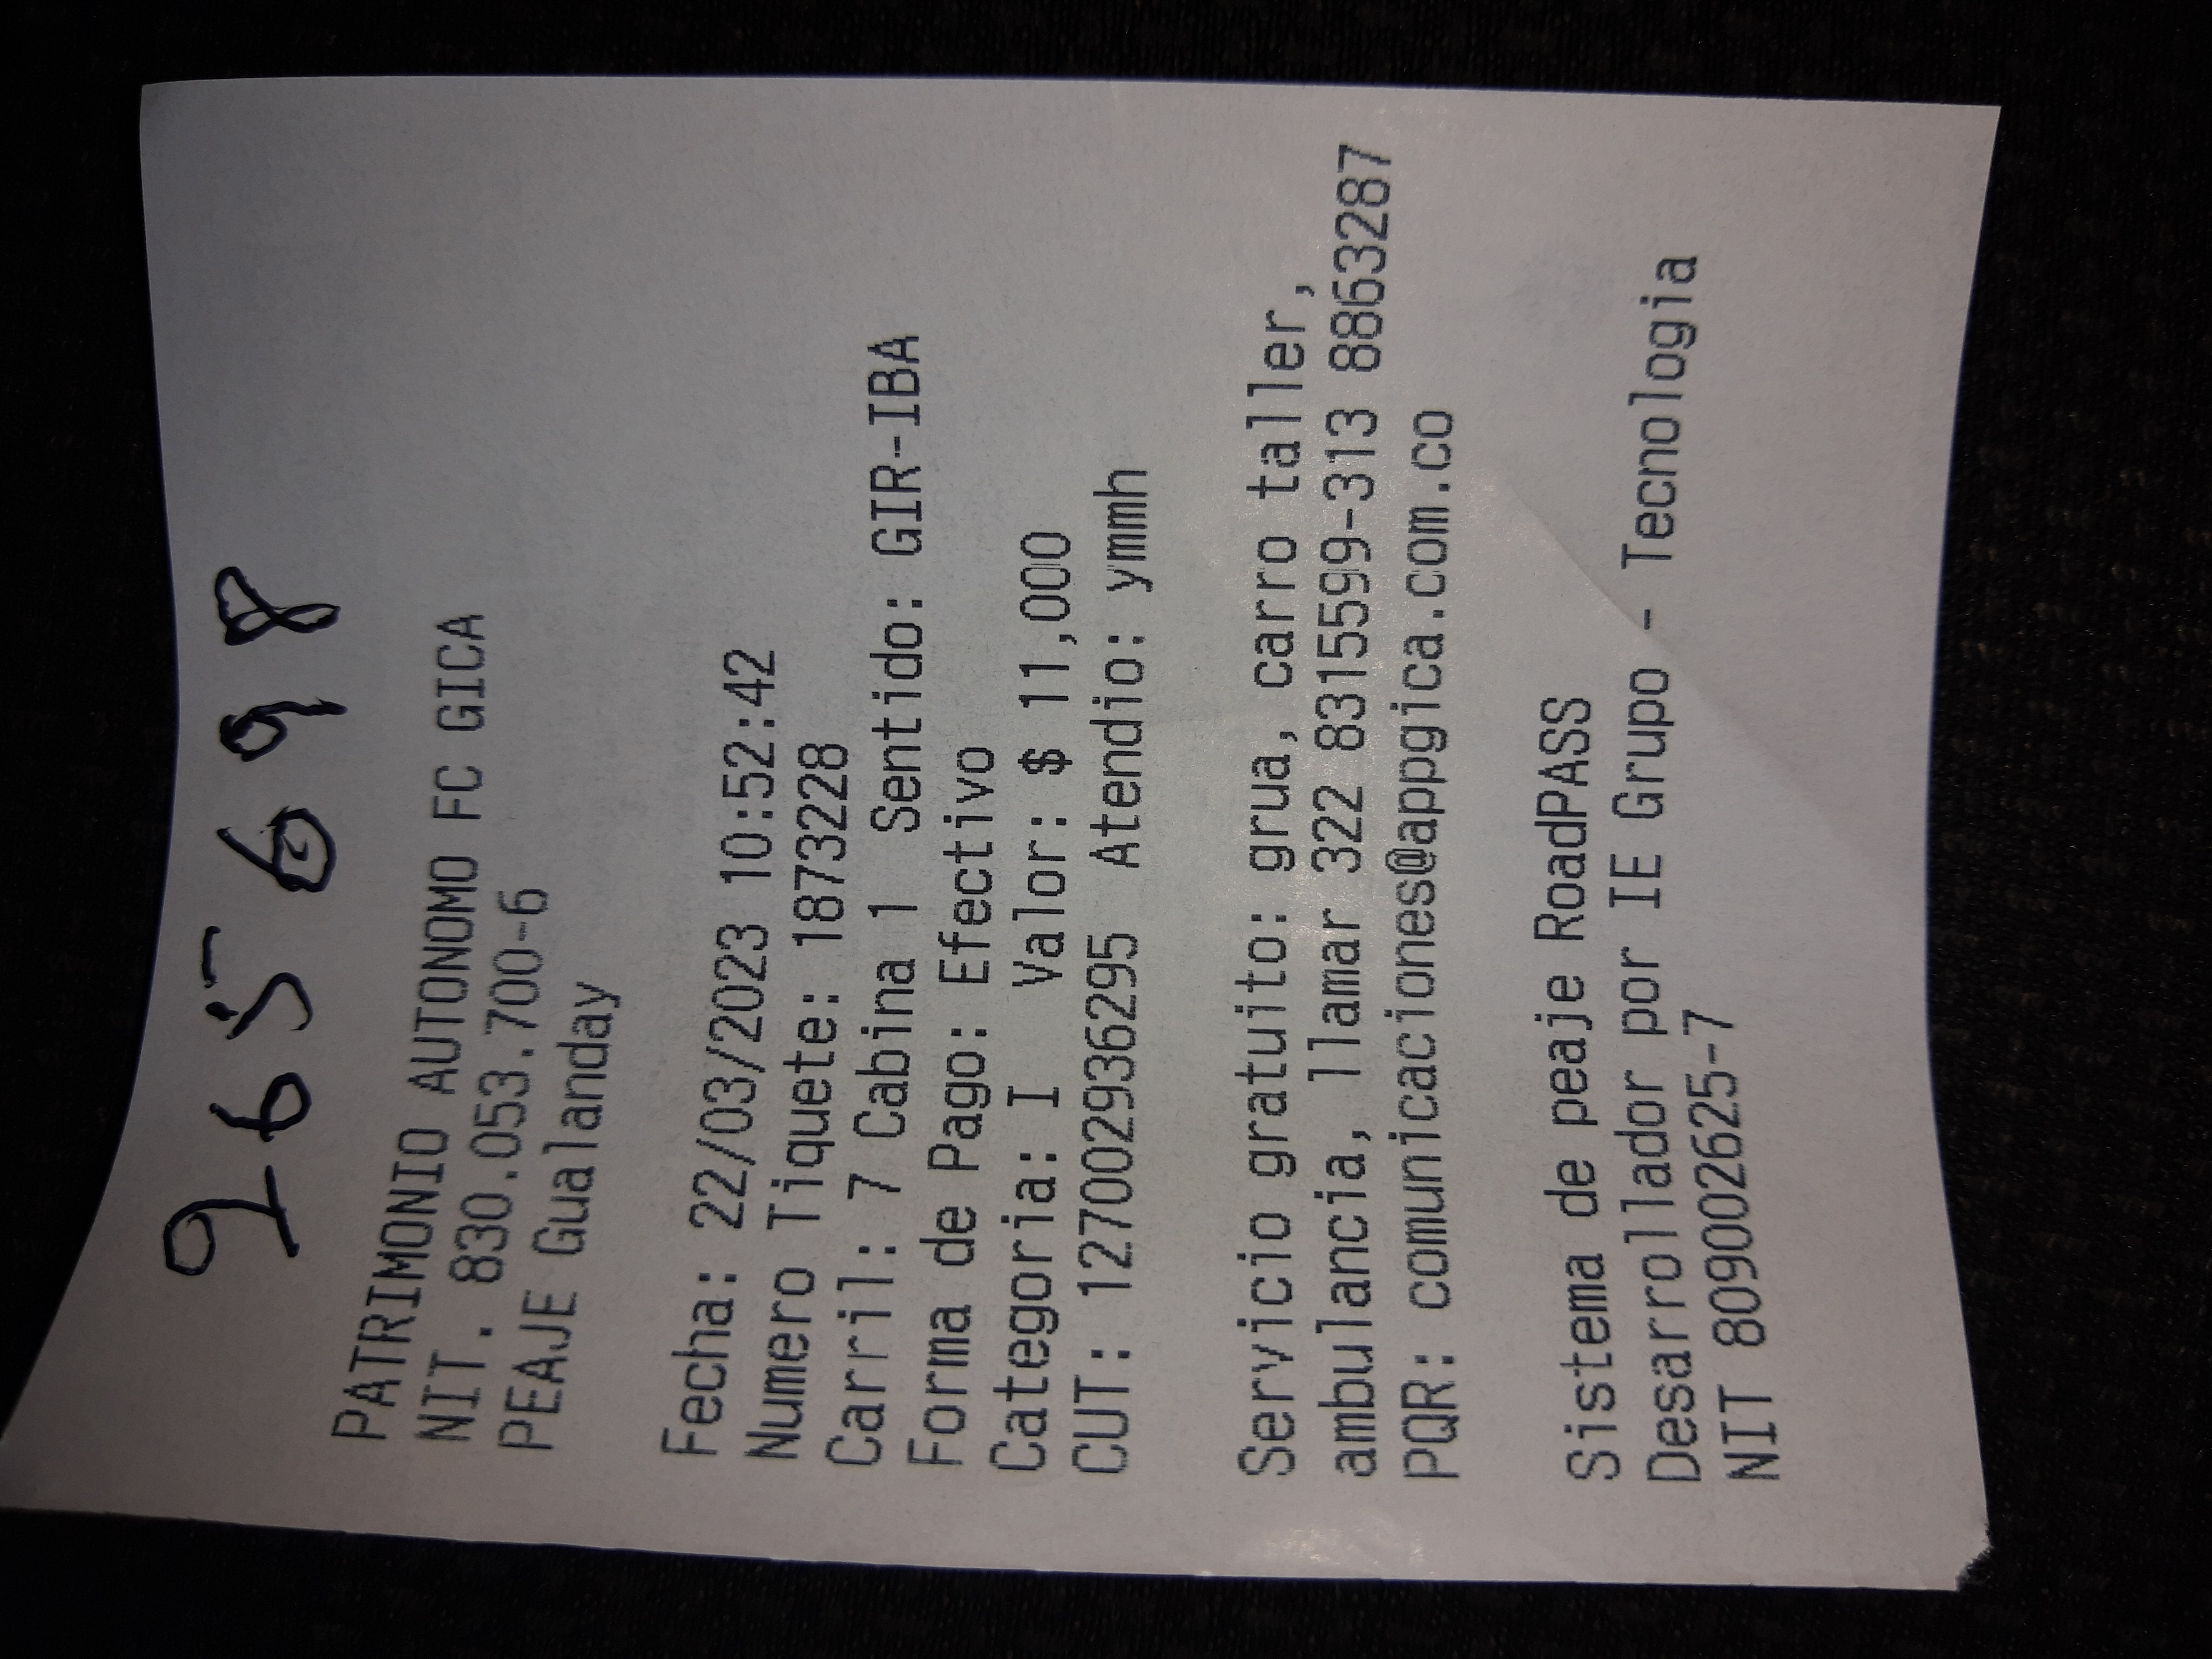 265698
PATRIMONIO AUTONOMO FC GICA
NIT. 830.053.700-6
PEAJE Gualanday
Fecha: 22/03/2023 10:52:42
Numero Tiquete: 1873228
Carril: 7 Cabina 1 Sentido: GIR-IBA
Forma de Pago: Efectivo
Categoria: I Valor: $ 11,000
CUT: 127002936295 Atendio: ymmh
Servicio gratuito: grua, carro taller,
ambulancia, llamar 322 8315599-313 8863287
PQR: comunicaciones@appgica.com.co
Sistema de peaje RoadPASS
Desarrollador por IE Grupo - Tecnologia
NIT 809002625-7